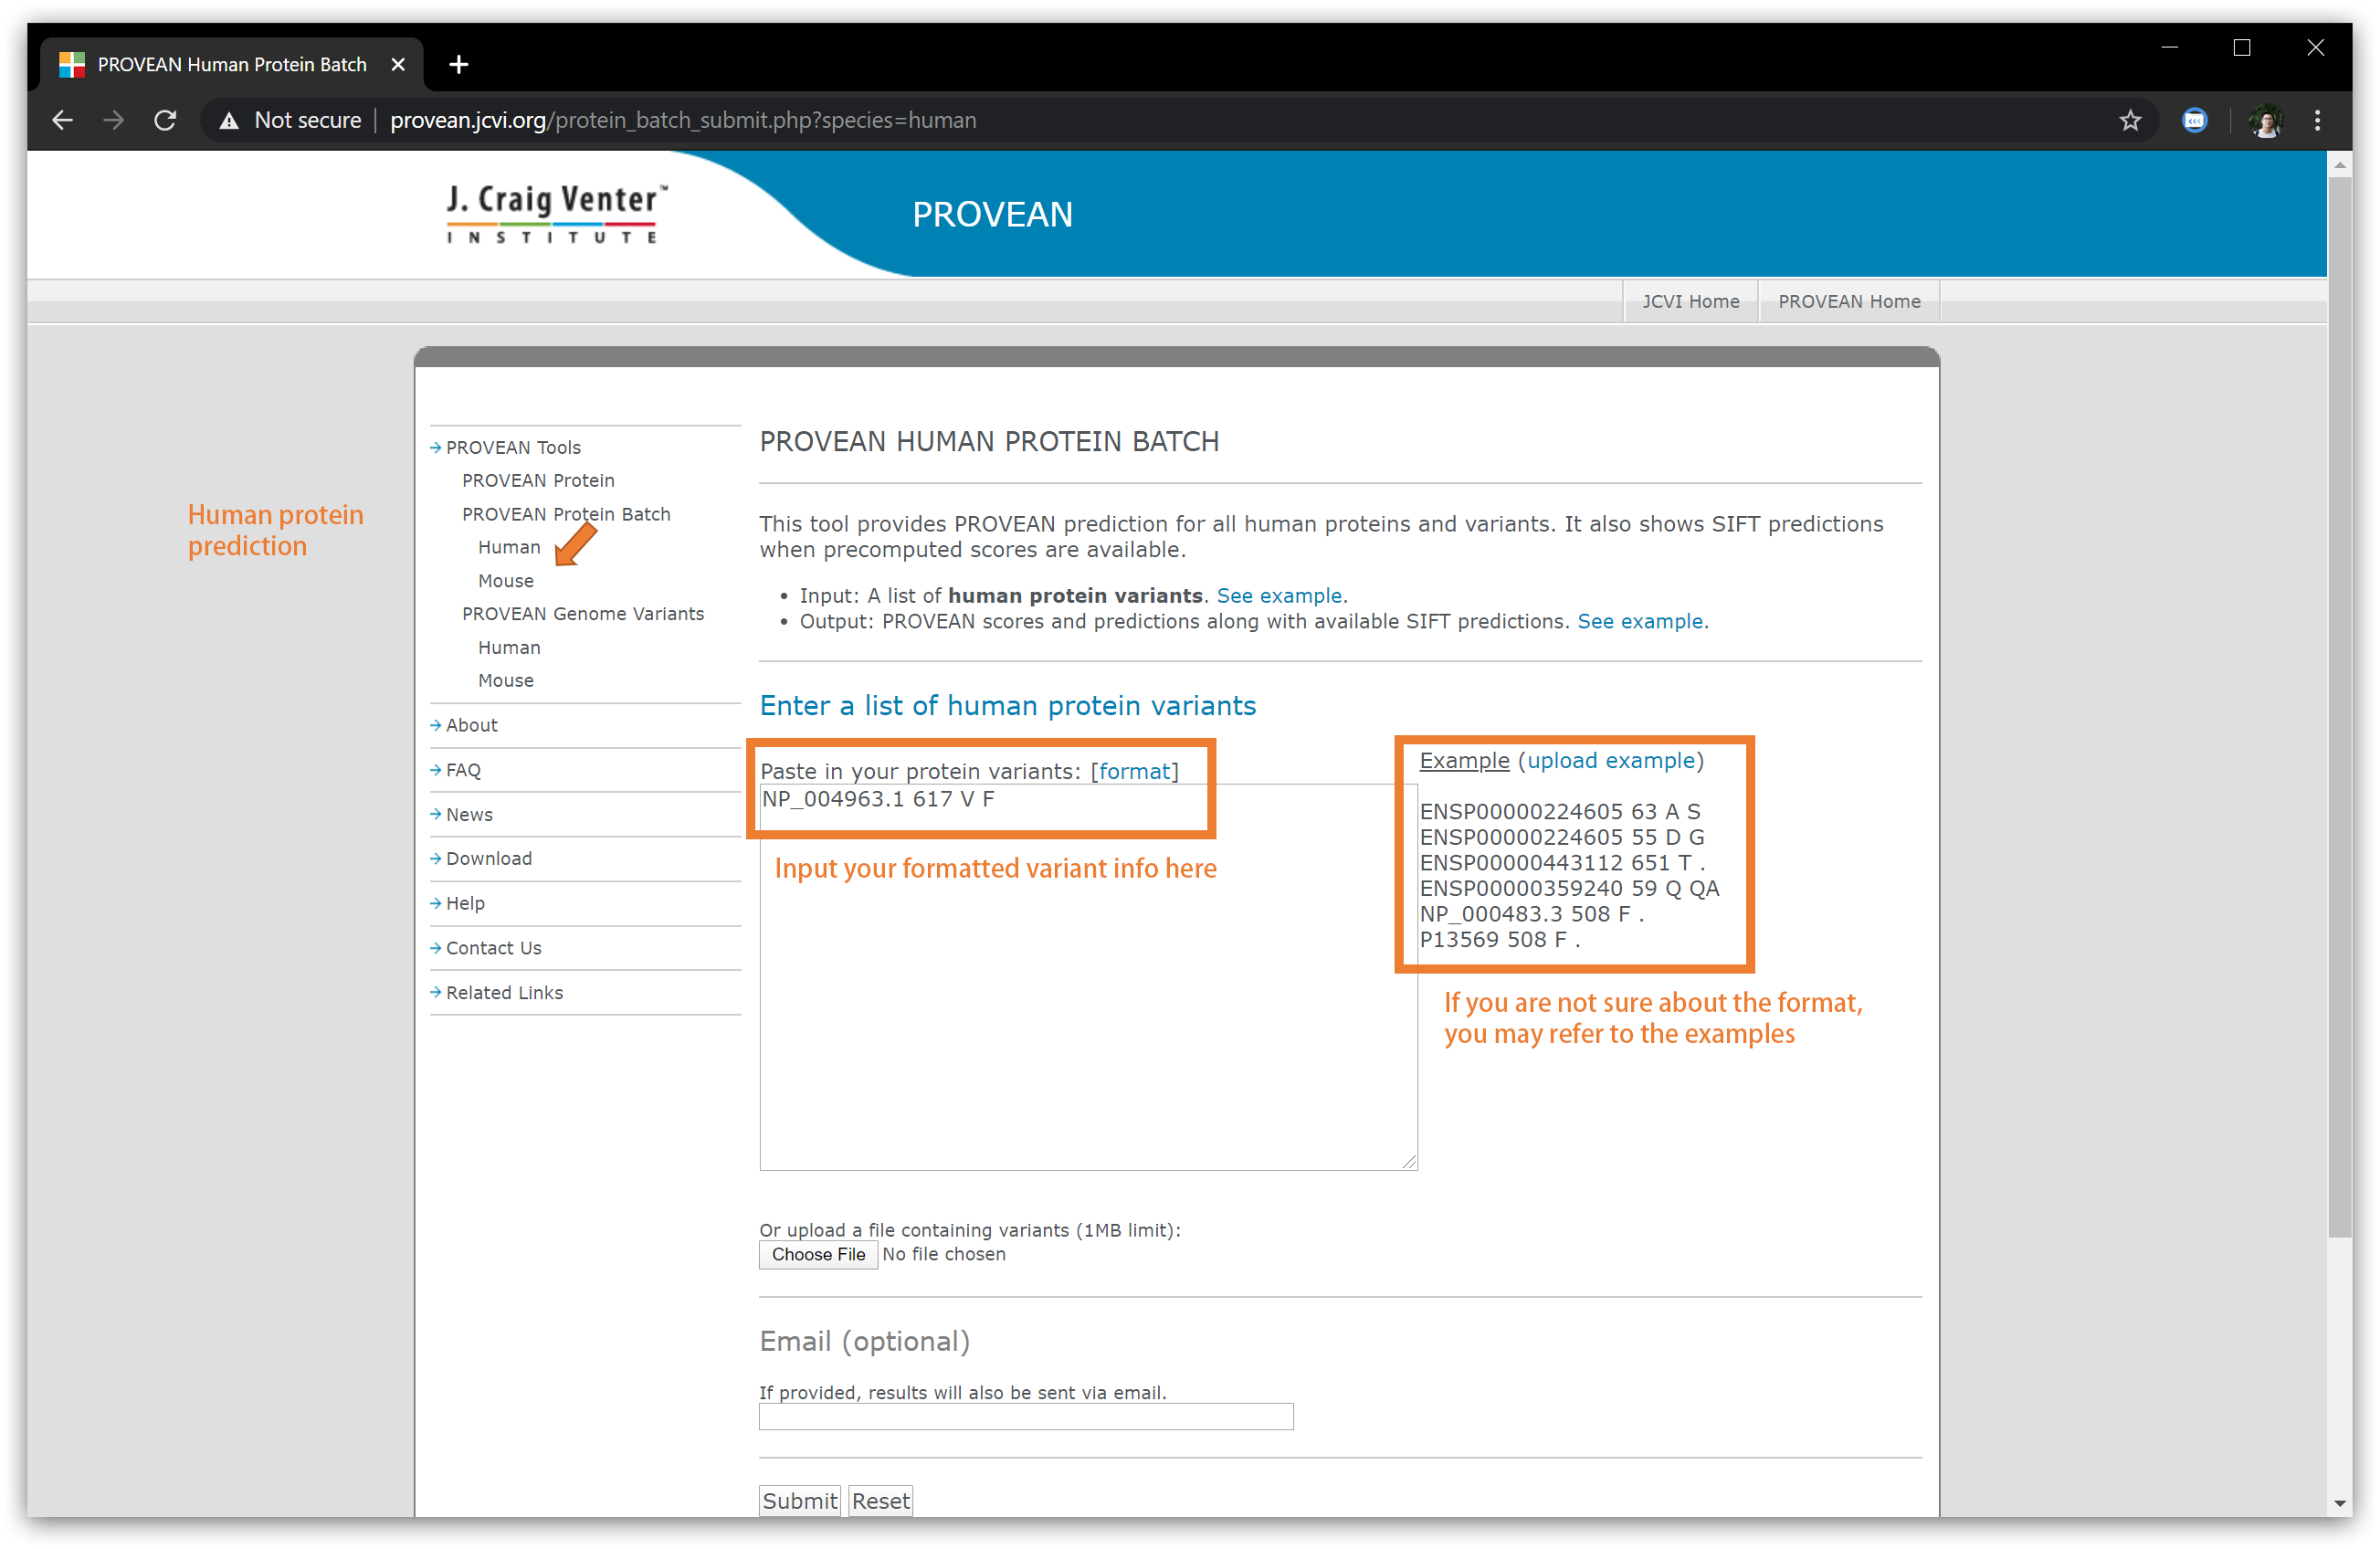 PROVEAN Human Protein Batch
Not secure
provean.jcvi.org/protein_batch_submit.php?species=human
J. Craig Venter™
INSTITUTE
PROVEAN
JCVI Home
PROVEAN Home
Human protein
prediction
PROVEAN Tools
PROVEAN Protein
PROVEAN Protein Batch
Human
Mouse
PROVEAN Genome Variants
Human
Mouse
About
FAQ
News
Download
Help
Contact Us
Related Links
PROVEAN HUMAN PROTEIN BATCH
This tool provides PROVEAN prediction for all human proteins and variants. It also shows SIFT predictions
when precomputed scores are available.
• Input: A list of human protein variants. See example.
• Output: PROVEAN scores and predictions along with available SIFT predictions. See example.
Enter a list of human protein variants
Paste in your protein variants: [format]
NP_004963.1 617 V F
Input your formatted variant info here
Example (upload example)
ENSP00000224605 63 A S
ENSP00000224605 55 D G
ENSP00000443112 651 T .
ENSP00000359240 59 Q QA
NP_000483.3 508 F .
P13569 508 F .
If you are not sure about the format,
you may refer to the examples
Or upload a file containing variants (1MB limit):
Choose File No file chosen
Email (optional)
If provided, results will also be sent via email.
Submit Reset